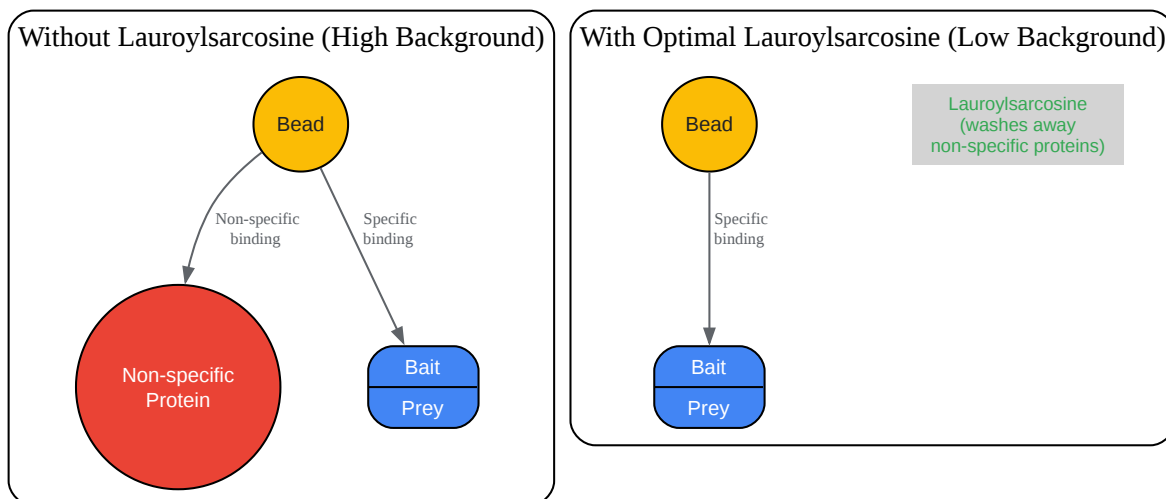 Without Lauroylsarcosine (High Background)
Bead
Non-specific
binding
Specific
binding
Non-specific
Protein
Bait
Prey
With Optimal Lauroylsarcosine (Low Background)
Bead
Lauroylsarcosine
(washes away
non-specific proteins)
Specific
binding
Bait
Prey